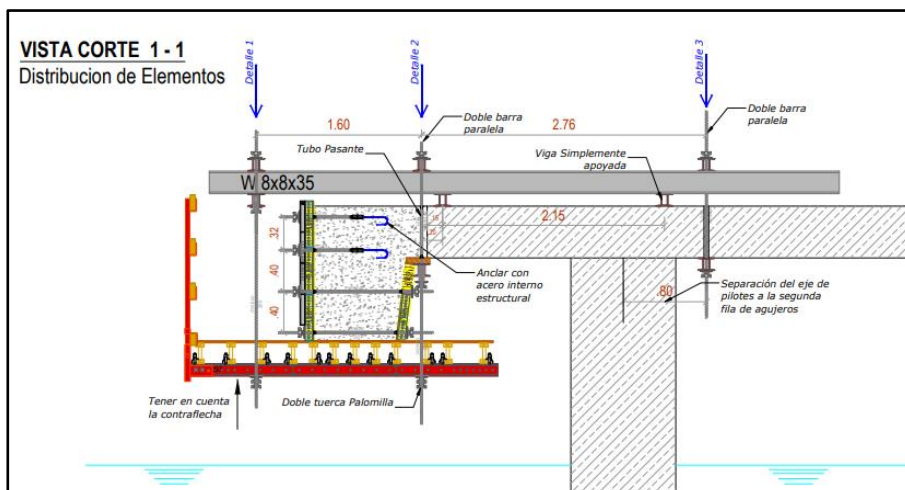 VISTA CORTE 1 - 1
Distribucion de Elementos
Detalle 1
Detalle 2
Detalle 3
1.60
Doble barra
paralela
2.76
Doble barra
paralela
Tubo Pasante
Viga Simplemente
apoyada
W 8x8x35
2.15
.32
.40
.40
Anclar con
acero interno
estructural
.80
Separación del eje de
pilotes a la segunda
fila de agujeros
Tener en cuenta
la contraflecha
Doble tuerca Palomilla